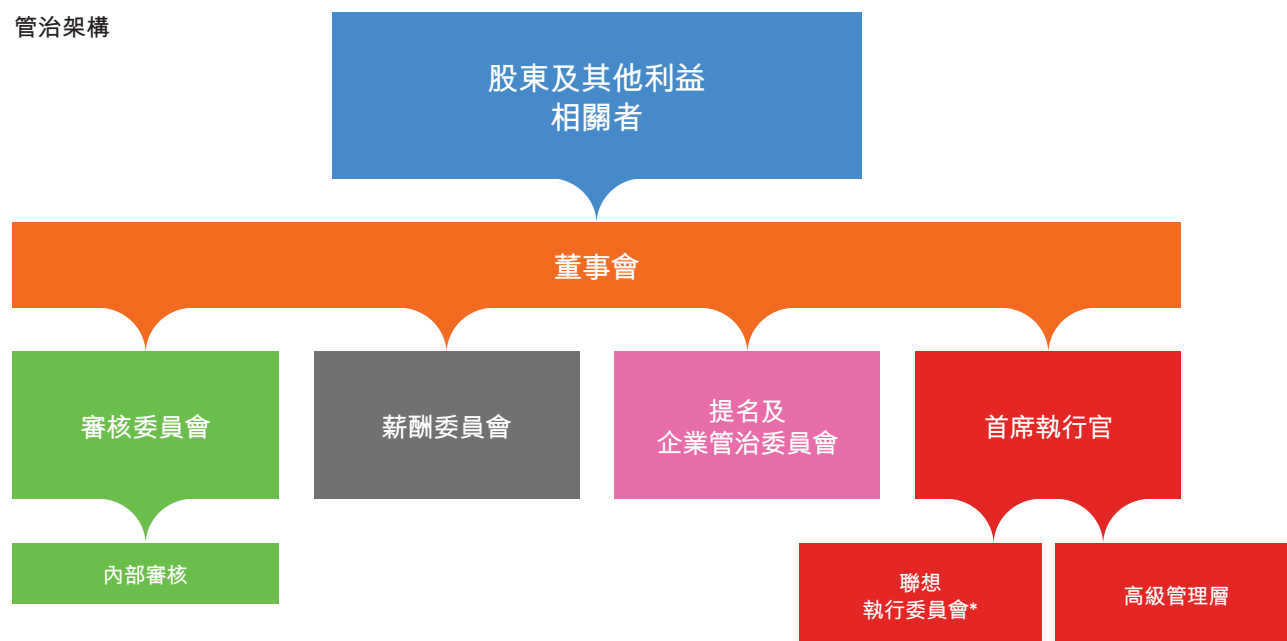 管治架構
股東及其他利益
相關者
董事會
審核委員會
薪酬委員會
提名及
企業管治委員會
首席執行官
內部審核
聯想
執行委員會*
高級管理層